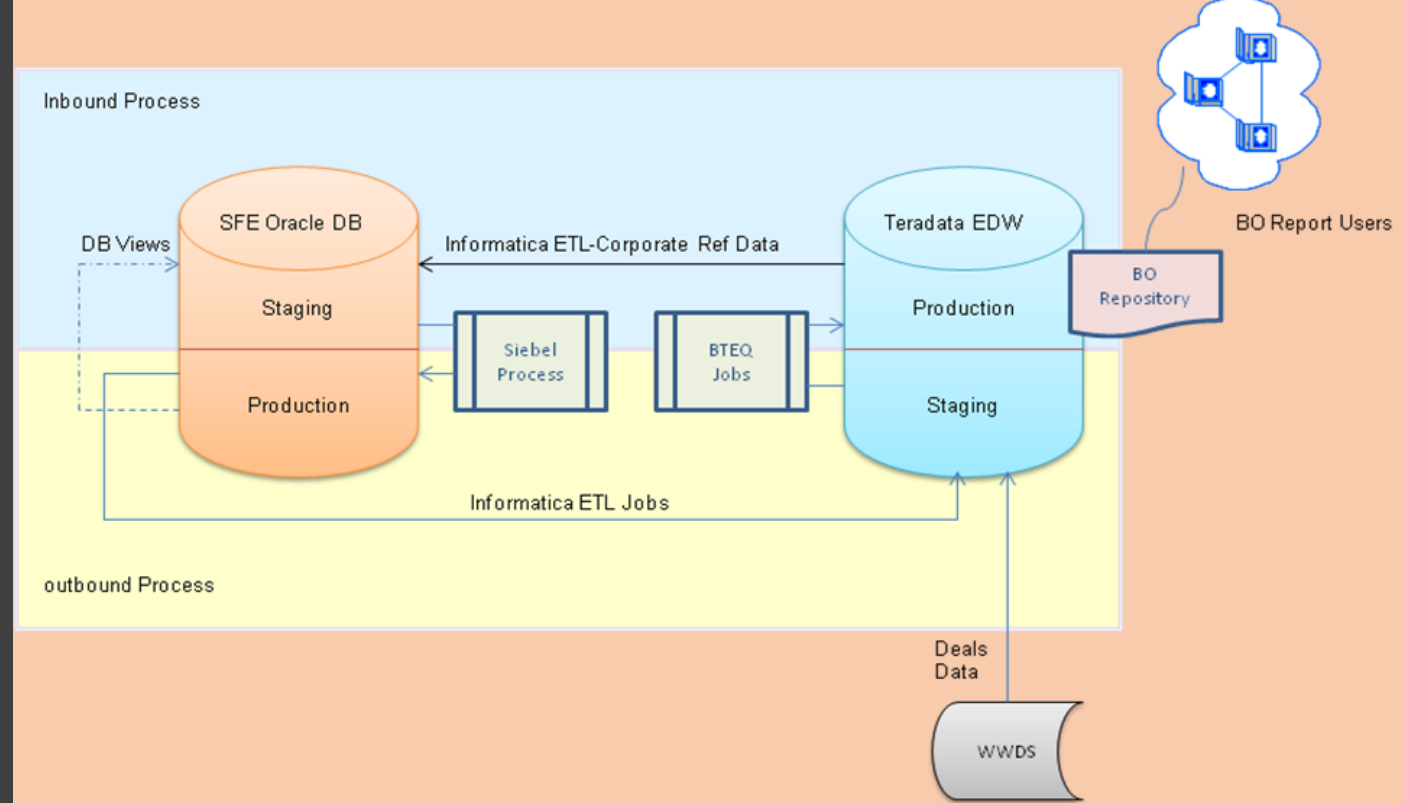 Inbound Process
BO Report Users
SFE Oracle DB
Teradata EDW
DB Views
Informatica ETL-Corporate Ref Data
BO
Repository
Staging
Production
Siebel
Process
BTEQ
Jobs
Production
Staging
Informatica ETL Jobs
outbound Process
Deals
Data
WWDS